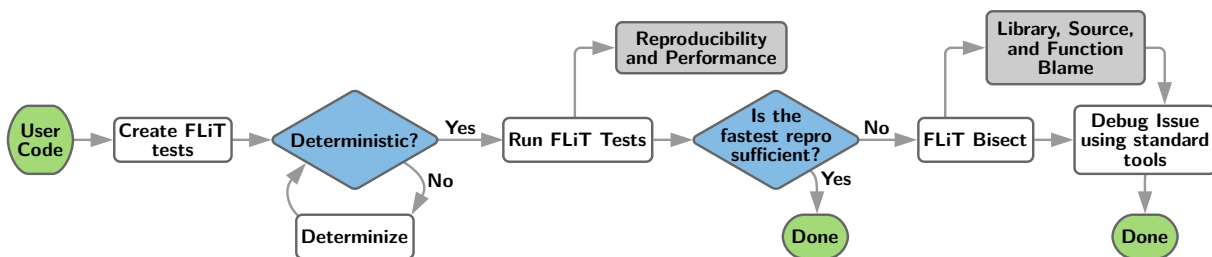 User
Code
Create FLiT
tests
Deterministic?
Yes
No
Determinize
Run FLiT Tests
Reproducibility
and Performance
Is the
fastest repro
sufficient?
No
Yes
Done
FLiT Bisect
Library, Source,
and Function
Blame
Debug Issue
using standard
tools
Done